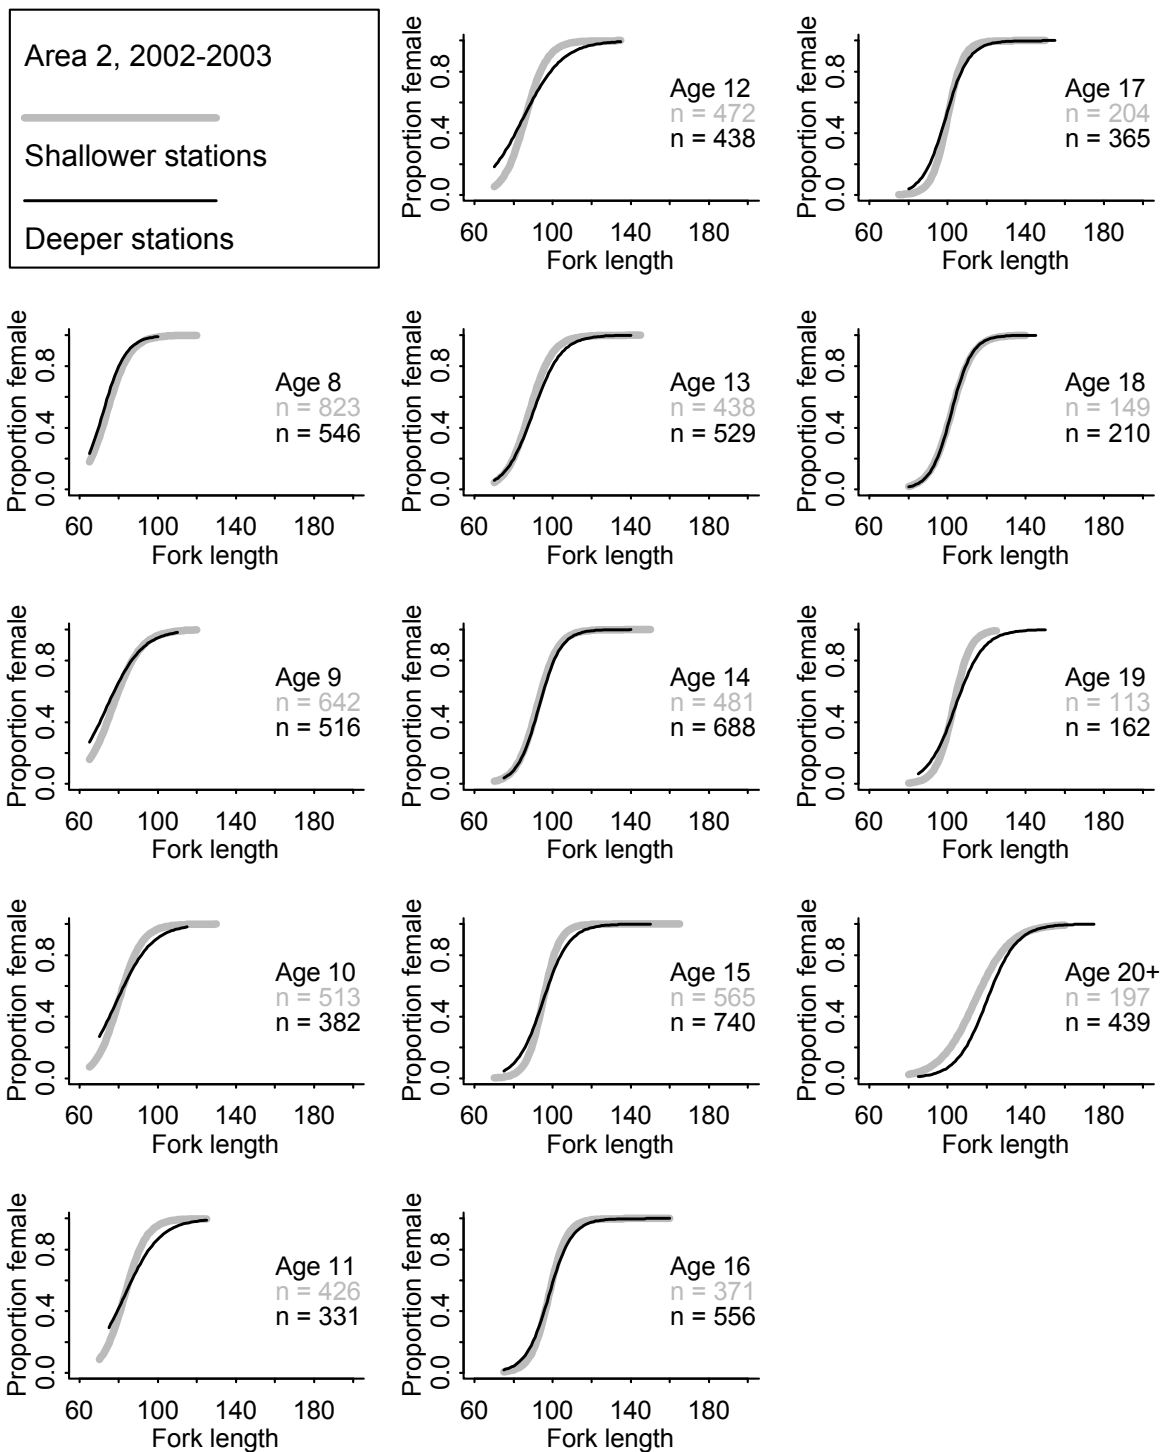 Area 2, 2002-2003
Shallower stations
Deeper stations
Proportion female
0.0 0.4 0.8
Age 12
n = 472
n = 438
60 100 140 180
Fork length
Proportion female
0.0 0.4 0.8
Age 17
n = 204
n = 365
60 100 140 180
Fork length
Proportion female
0.0 0.4 0.8
Age 8
n = 823
n = 546
60 100 140 180
Fork length
Proportion female
0.0 0.4 0.8
Age 13
n = 438
n = 529
60 100 140 180
Fork length
Proportion female
0.0 0.4 0.8
Age 18
n = 149
n = 210
60 100 140 180
Fork length
Proportion female
0.0 0.4 0.8
Age 9
n = 642
n = 516
60 100 140 180
Fork length
Proportion female
0.0 0.4 0.8
Age 14
n = 481
n = 688
60 100 140 180
Fork length
Proportion female
0.0 0.4 0.8
Age 19
n = 113
n = 162
60 100 140 180
Fork length
Proportion female
0.0 0.4 0.8
Age 10
n = 513
n = 382
60 100 140 180
Fork length
Proportion female
0.0 0.4 0.8
Age 15
n = 565
n = 740
60 100 140 180
Fork length
Proportion female
0.0 0.4 0.8
Age 20+
n = 197
n = 439
60 100 140 180
Fork length
Proportion female
0.0 0.4 0.8
Age 11
n = 426
n = 331
60 100 140 180
Fork length
Proportion female
0.0 0.4 0.8
Age 16
n = 371
n = 556
60 100 140 180
Fork length